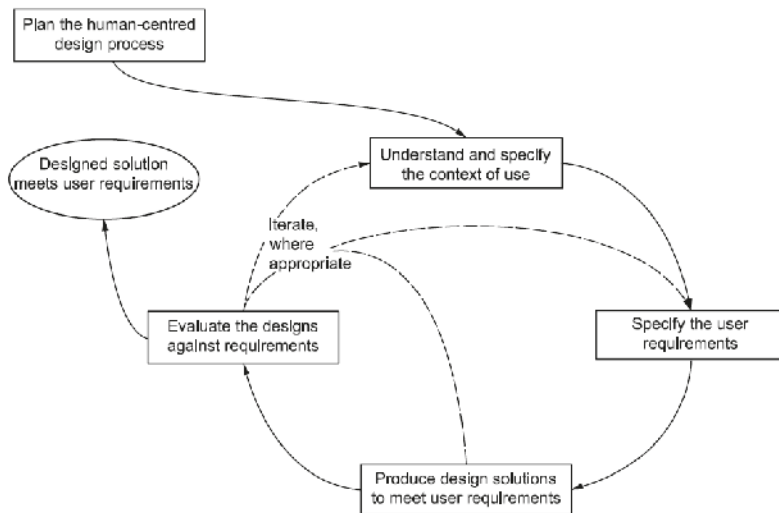 Plan the human-centred
design process
Understand and specify
the context of use
Designed solution
meets user requirements
Iterate,
where
appropriate
Evaluate the designs
against requirements
Specify the user
requirements
Produce design solutions
to meet user requirements